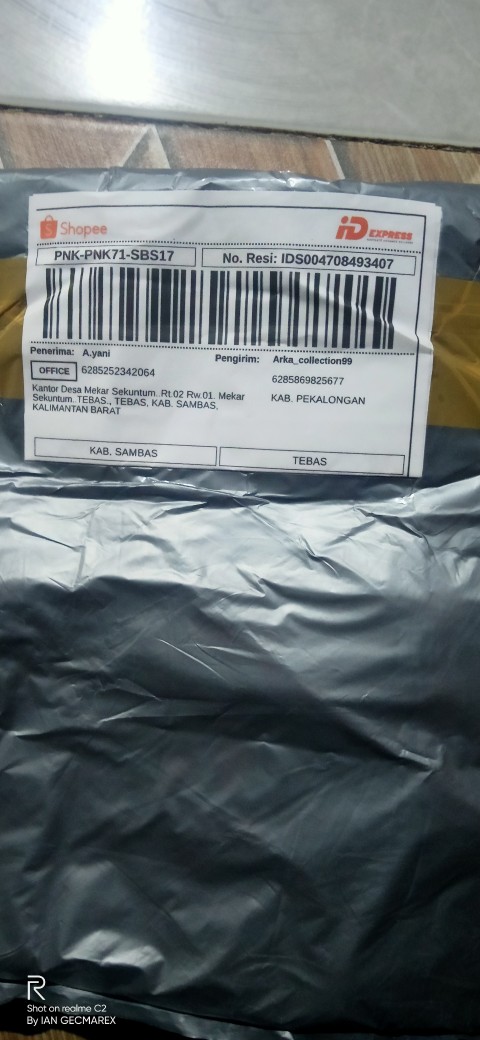 Shopee
iD EXPRESS
PNK-PNK71-SBS17
No. Resi: IDS004708493407
Penerima: A.yani
OFFICE 6285252342064
Kantor Desa Mekar Sekuntum..Rt.02 Rw.01. Mekar
Sekuntum. TEBAS., TEBAS, KAB. SAMBAS,
KALIMANTAN BARAT
Pengirim: Arka_collection99
6285869825677
KAB. PEKALONGAN
KAB. SAMBAS
TEBAS
R
Shot on realme C2
By IAN GECMAREX